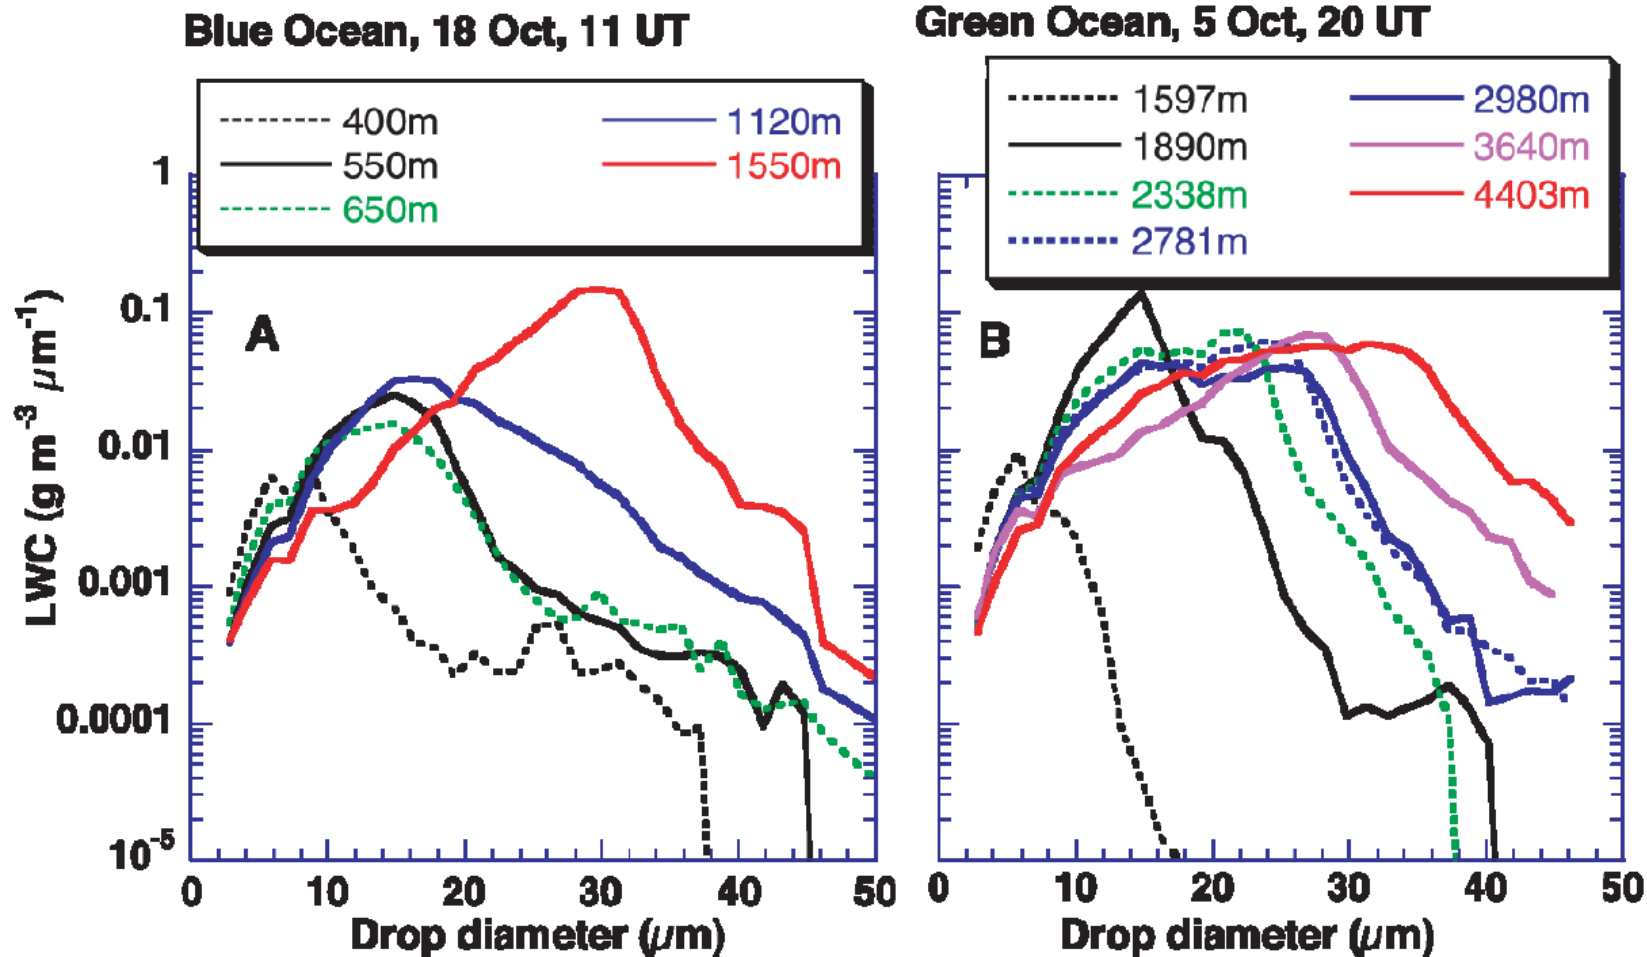 Blue Ocean, 18 Oct, 11 UT
400m
550m
650m
1120m
1550m
A
LWC (g m⁻³ µm⁻¹)
1
0.1
0.01
0.001
0.0001
10⁻⁵
0 10 20 30 40 50
Drop diameter (µm)
Green Ocean, 5 Oct, 20 UT
1597m
1890m
2338m
2781m
2980m
3640m
4403m
B
0 10 20 30 40 50
Drop diameter (µm)